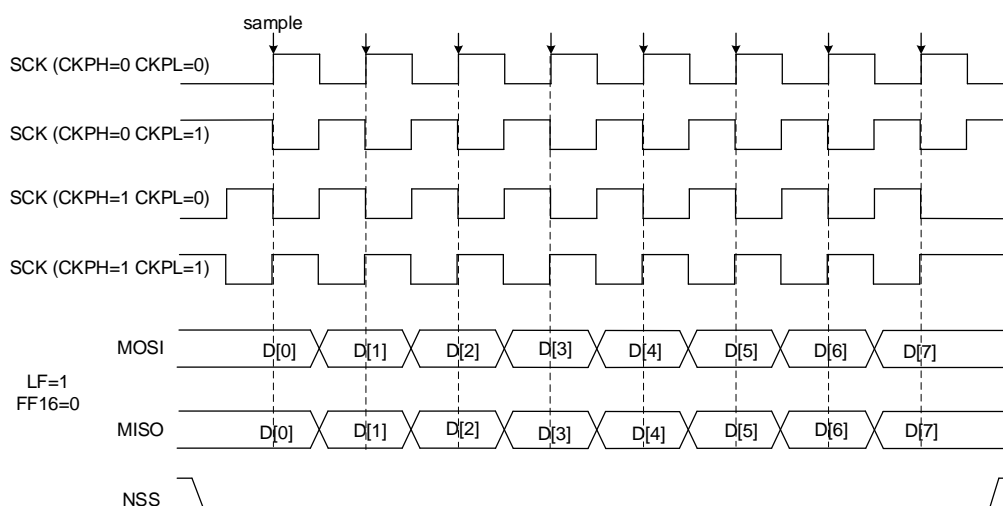 sample
SCK (CKPH=0 CKPL=0)
SCK (CKPH=0 CKPL=1)
SCK (CKPH=1 CKPL=0)
SCK (CKPH=1 CKPL=1)
MOSI D[0] D[1] D[2] D[3] D[4] D[5] D[6] D[7]
LF=1
FF16=0
MISO D[0] D[1] D[2] D[3] D[4] D[5] D[6] D[7]
NSS